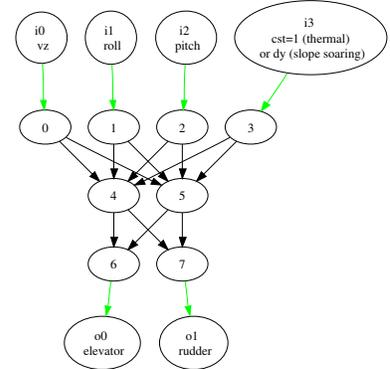 i0
vz
i1
roll
i2
pitch
i3
cst=1 (thermal)
or dy (slope soaring)
0
1
2
3
4
5
6
7
o0
elevator
o1
rudder